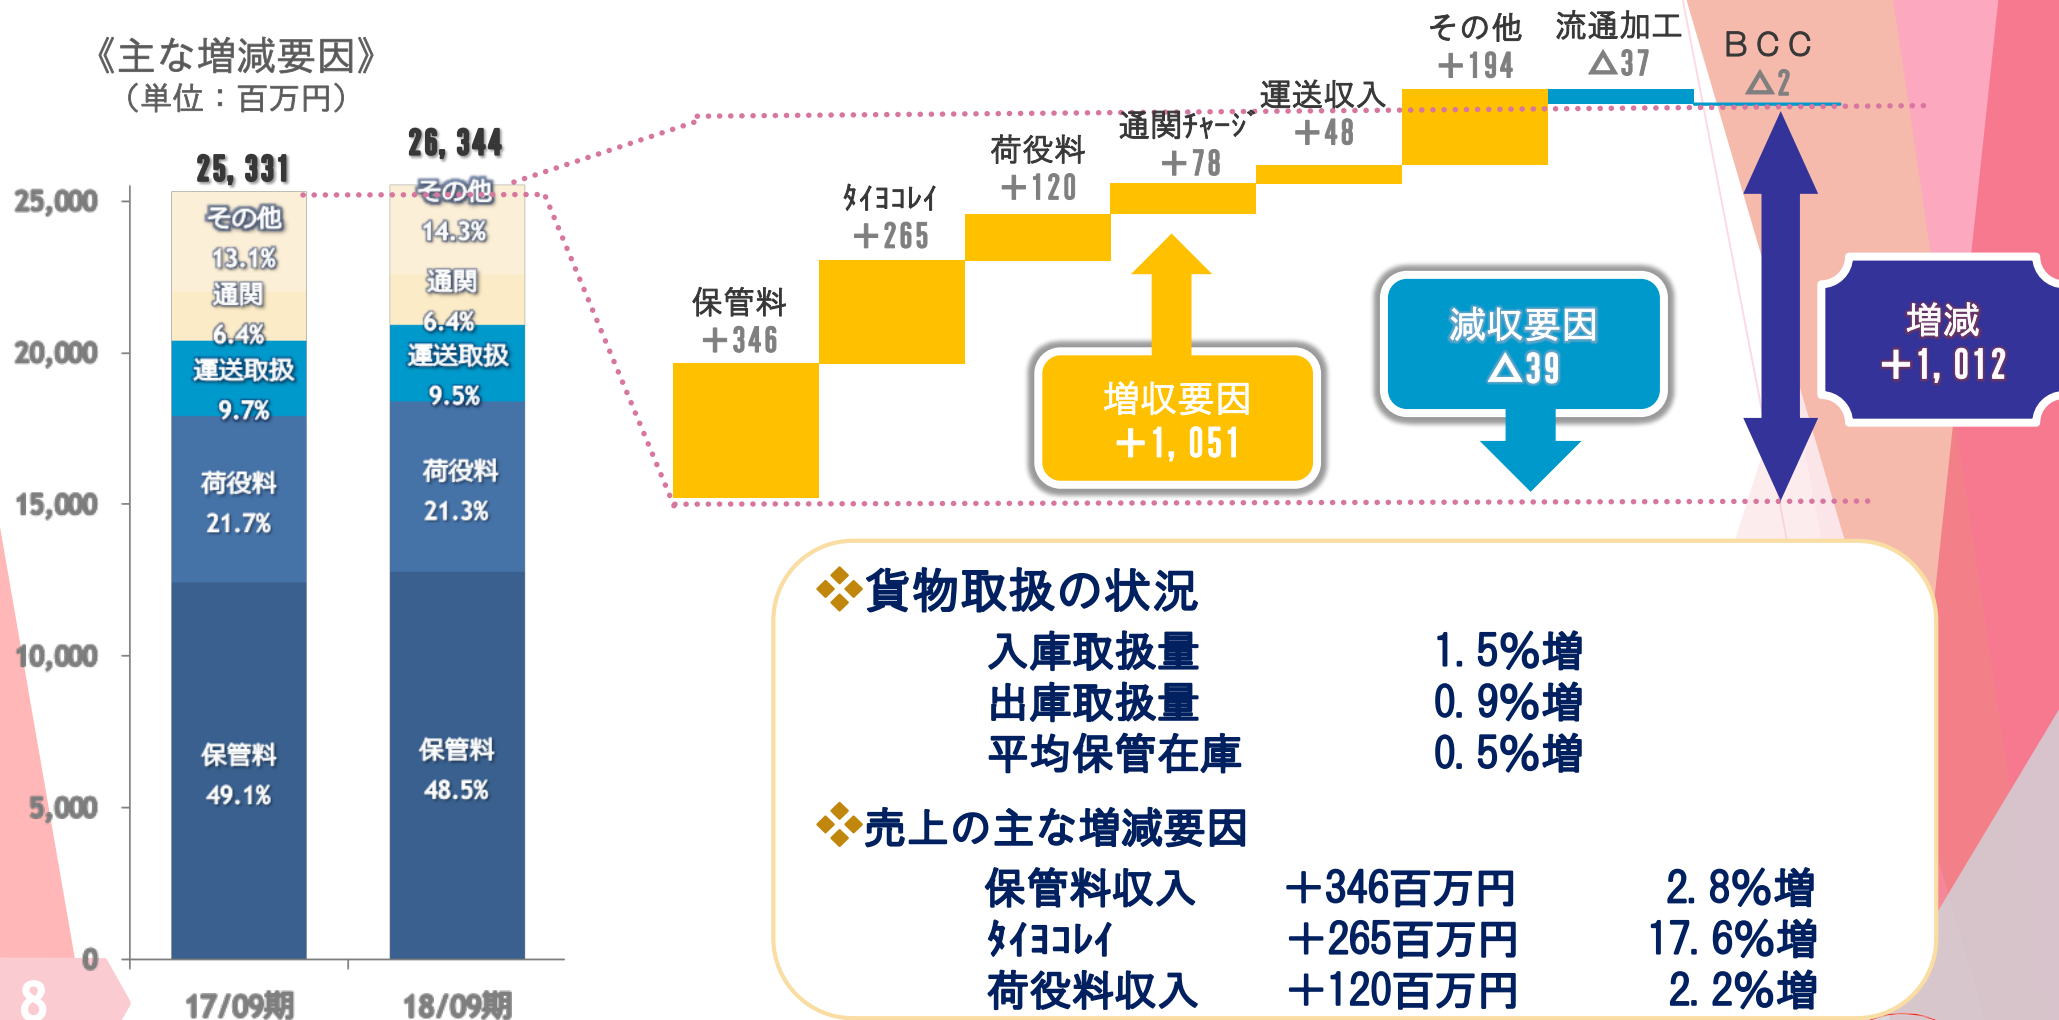 《主な増減要因》
（単位：百万円）
25,331
26,344
25,000
20,000
15,000
10,000
5,000
0
その他
13.1%
通関
6.4%
運送取扱
9.7%
荷役料
21.7%
保管料
49.1%
17/09期
その他
14.3%
通関
6.4%
運送取扱
9.5%
荷役料
21.3%
保管料
48.5%
18/09期
保管料
＋346
ﾀｲﾖｺﾚｲ
＋265
荷役料
＋120
通関ﾁｬｰｼﾞ
＋78
運送収入
＋48
その他
＋194
流通加工
△37
ＢＣＣ
△2
増収要因
＋1,051
減収要因
△39
増減
＋1,012
❖貨物取扱の状況
入庫取扱量 1.5%増
出庫取扱量 0.9%増
平均保管在庫 0.5%増
❖売上の主な増減要因
保管料収入 ＋346百万円 2.8%増
ﾀｲﾖｺﾚｲ ＋265百万円 17.6%増
荷役料収入 ＋120百万円 2.2%増
8